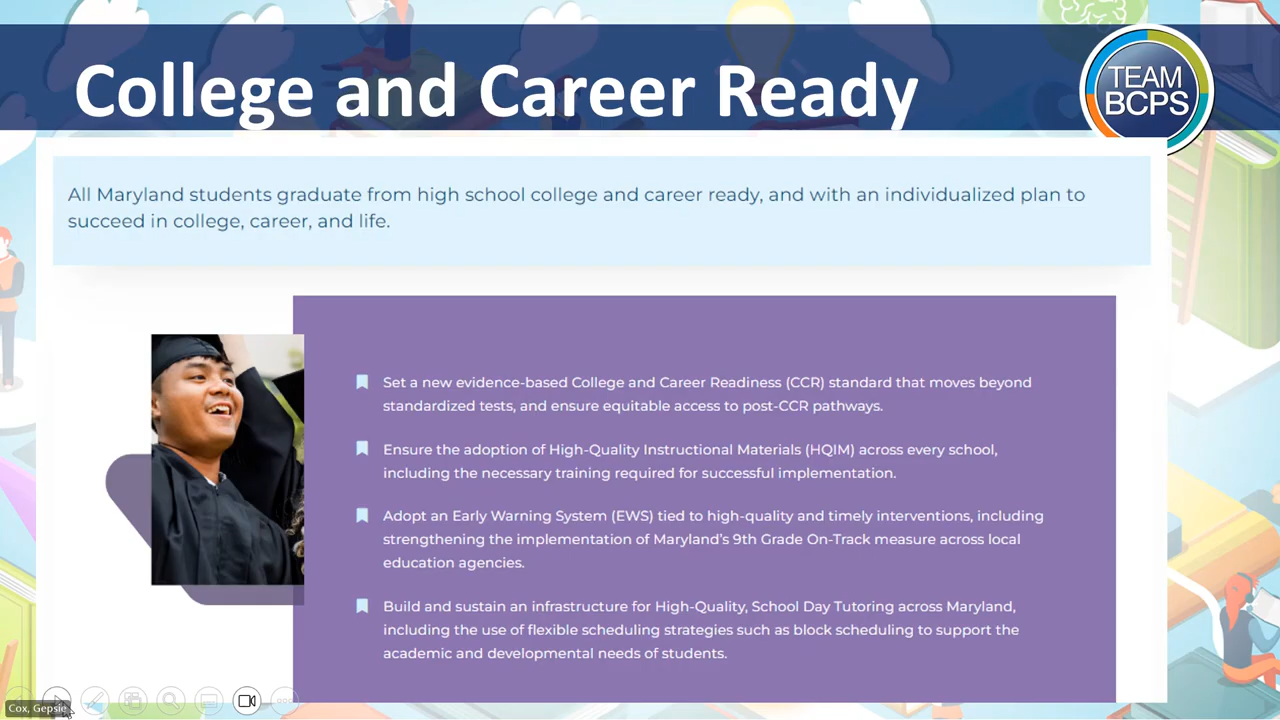 College and Career Ready
TEAM
BCPS
All Maryland students graduate from high school college and career ready, and with an individualized plan to
succeed in college, career, and life.
Set a new evidence-based College and Career Readiness (CCR) standard that moves beyond
standardized tests, and ensure equitable access to post-CCR pathways.
Ensure the adoption of High-Quality Instructional Materials (HQIM) across every school,
including the necessary training required for successful implementation.
Adopt an Early Warning System (EWS) tied to high-quality and timely interventions, including
strengthening the implementation of Maryland's 9th Grade On-Track measure across local
education agencies.
Build and sustain an infrastructure for High-Quality, School Day Tutoring across Maryland,
including the use of flexible scheduling strategies such as block scheduling to support the
academic and developmental needs of students.
Cox, Gepsie